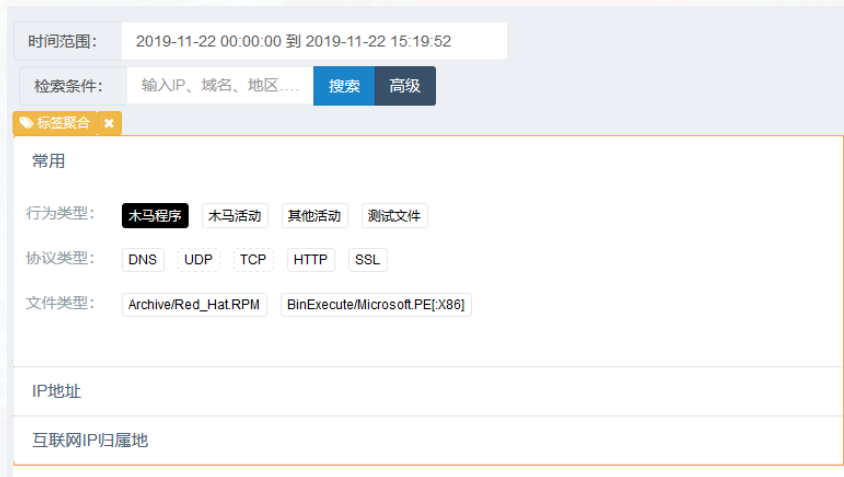 时间范围： 2019-11-22 00:00:00 到 2019-11-22 15:19:52
检索条件： 输入IP、域名、地区.... 搜索 高级
标签聚合 ×
常用
行为类型： 木马程序 木马活动 其他活动 测试文件
协议类型： DNS UDP TCP HTTP SSL
文件类型： Archive/Red_Hat.RPM BinExecute/Microsoft.PE[:X86]
IP地址
互联网IP归属地